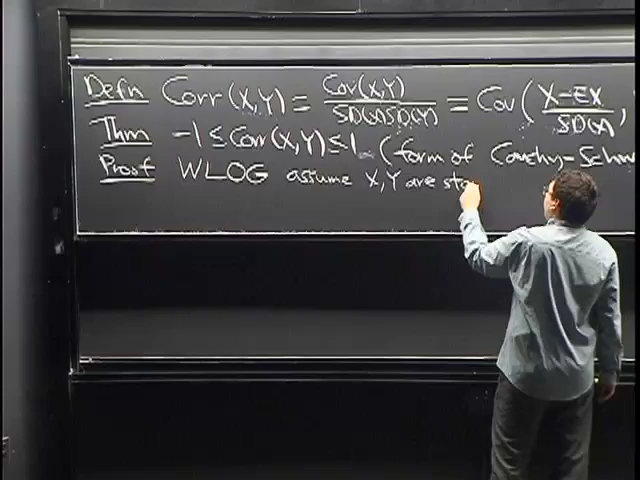 Defn Corr(X,Y) = Cov(X,Y) / SD(X)SD(Y) = Cov( X-EX / SD(X) ,
Thm -1 ≤ Corr(X,Y) ≤ 1 (form of Cauchy-Schw
Proof WLOG assume X,Y are sta